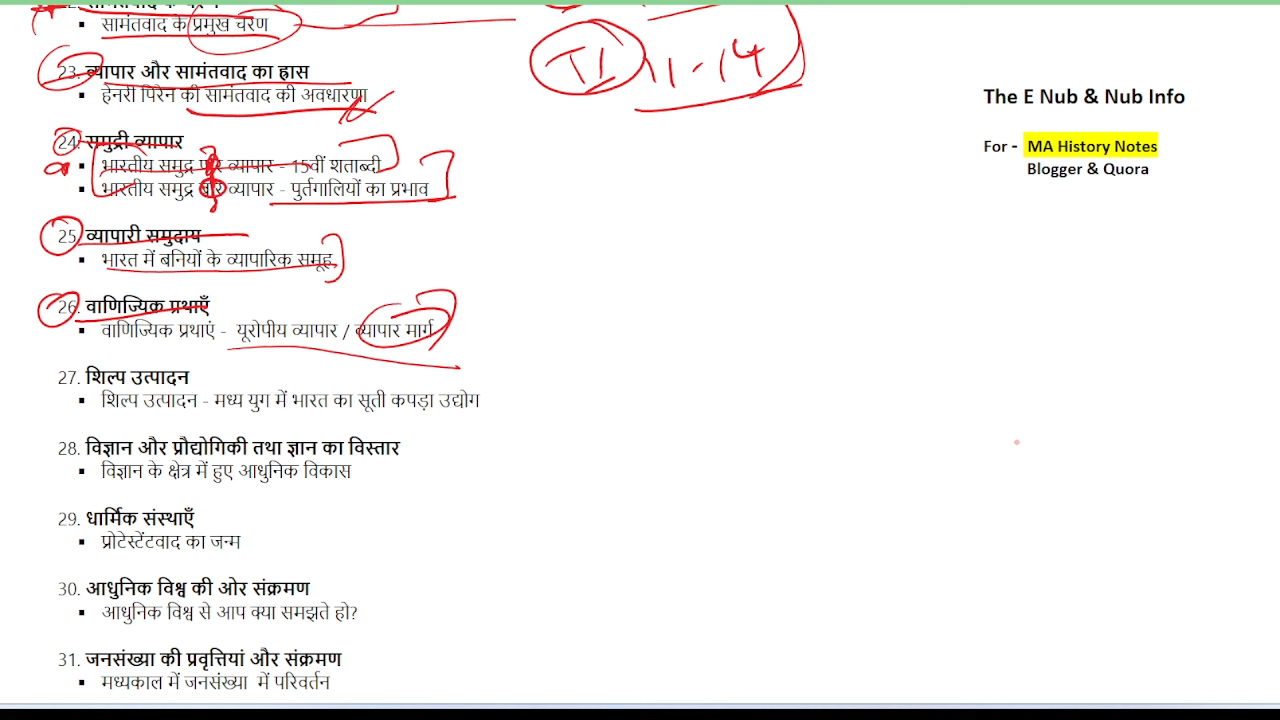 ▪ सामंतवाद के प्रमुख चरण
T1 11-14
23. व्यापार और सामंतवाद का ह्रास
▪ हेनरी पिरेन की सामंतवाद की अवधारणा
The E Nub & Nub Info
24. समुद्री व्यापार
▪ भारतीय समुद्र व्यापार - 15वीं शताब्दी
For - MA History Notes
Blogger & Quora
▪ भारतीय समुद्र व्यापार - पुर्तगालियों का प्रभाव
25. व्यापारी समुदाय
▪ भारत में बनियों के व्यापारिक समूह
26. वाणिज्यिक प्रथाएँ
▪ वाणिज्यिक प्रथाएं - यूरोपीय व्यापार / व्यापार मार्ग
27. शिल्प उत्पादन
▪ शिल्प उत्पादन - मध्य युग में भारत का सूती कपड़ा उद्योग
28. विज्ञान और प्रौद्योगिकी तथा ज्ञान का विस्तार
▪ विज्ञान के क्षेत्र में हुए आधुनिक विकास
29. धार्मिक संस्थाएँ
▪ प्रोटेस्टेंटवाद का जन्म
30. आधुनिक विश्व की ओर संक्रमण
▪ आधुनिक विश्व से आप क्या समझते हो?
31. जनसंख्या की प्रवृत्तियां और संक्रमण
▪ मध्यकाल में जनसंख्या में परिवर्तन